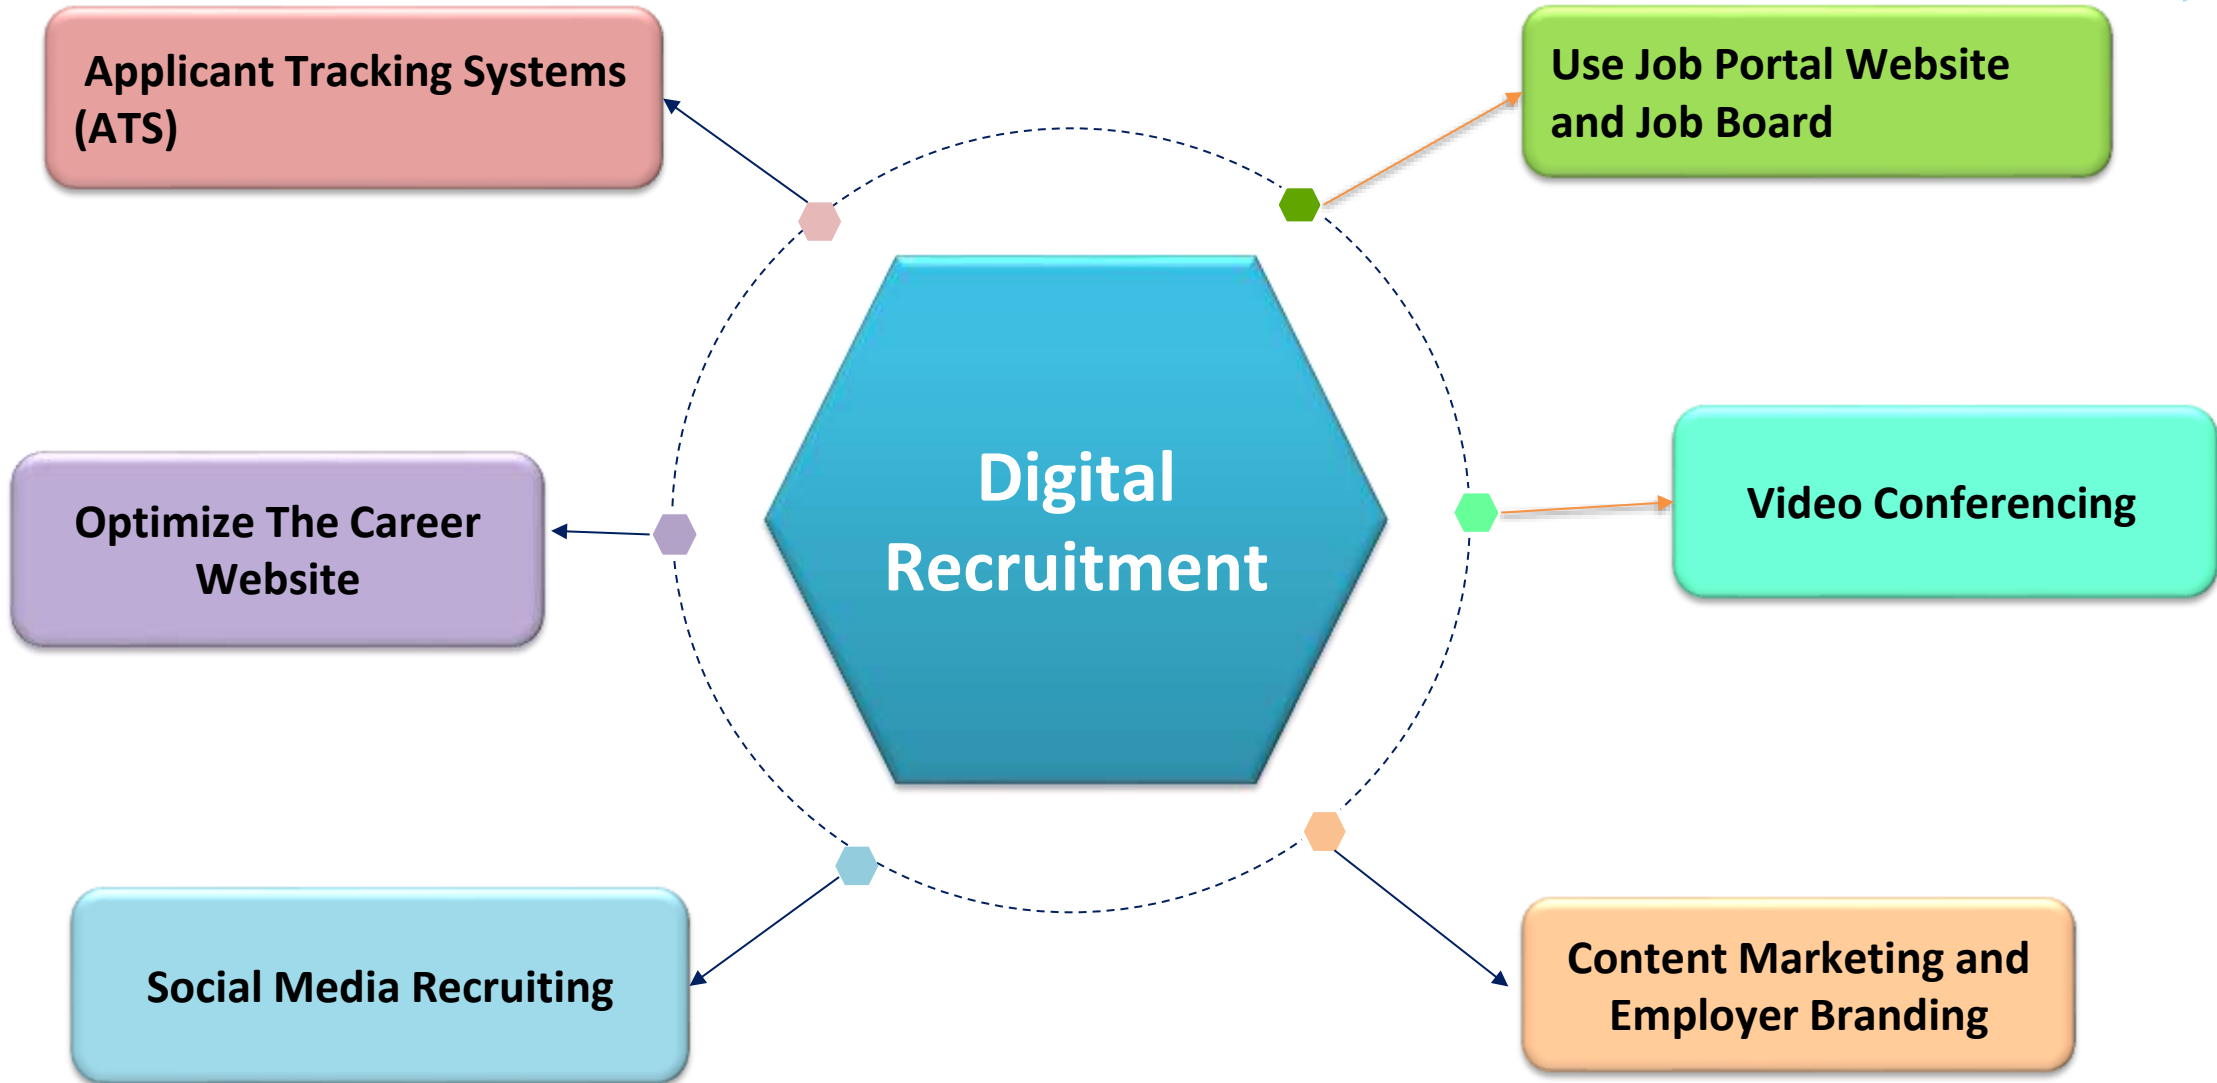 Applicant Tracking Systems
(ATS)
Use Job Portal Website
and Job Board
Digital
Recruitment
Optimize The Career
Website
Video Conferencing
Social Media Recruiting
Content Marketing and
Employer Branding